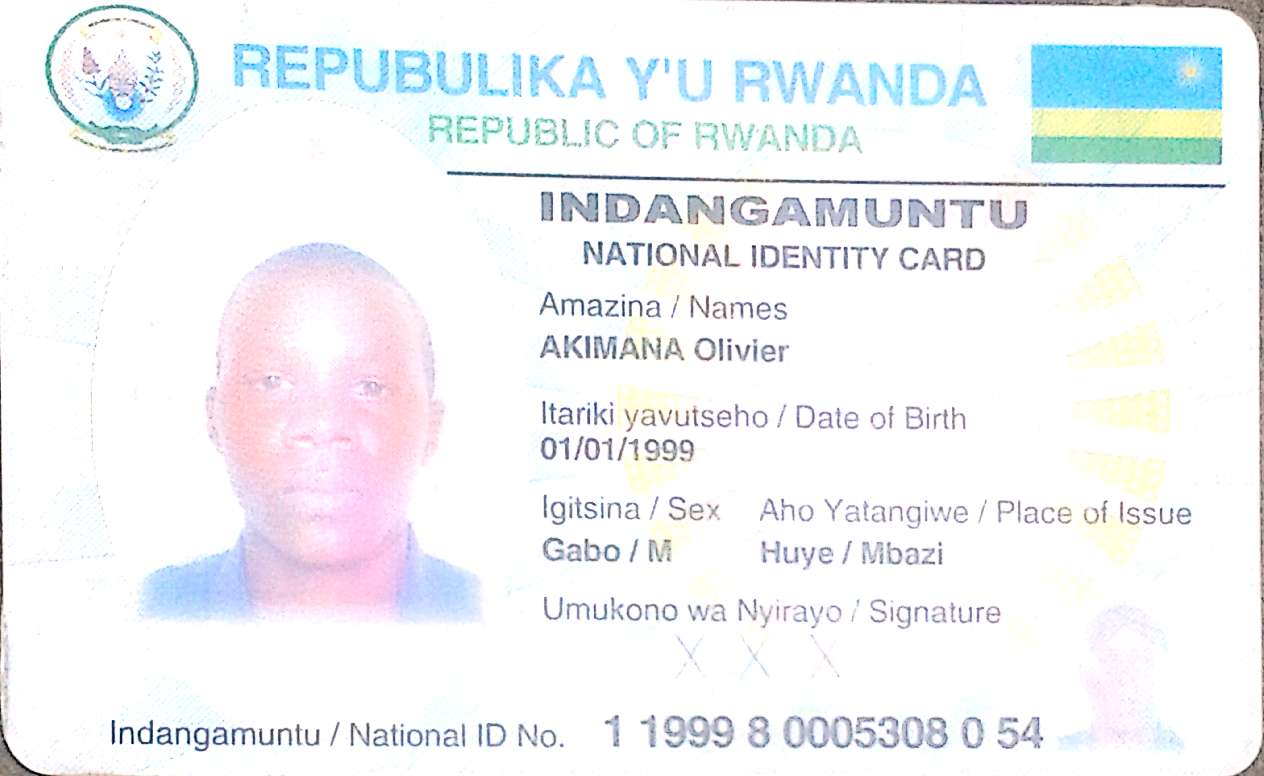 REPUBULIKA Y'U RWANDA
REPUBLIC OF RWANDA
INDANGAMUNTU
NATIONAL IDENTITY CARD
Amazina / Names
AKIMANA Olivier
Itariki yavutseho / Date of Birth
01/01/1999
Igitsina / Sex Aho Yatangiwe / Place of Issue
Gabo / M Huye / Mbazi
Umukono wa Nyirayo / Signature
X X X
Indangamuntu / National ID No. 1 1999 8 0005308 0 54